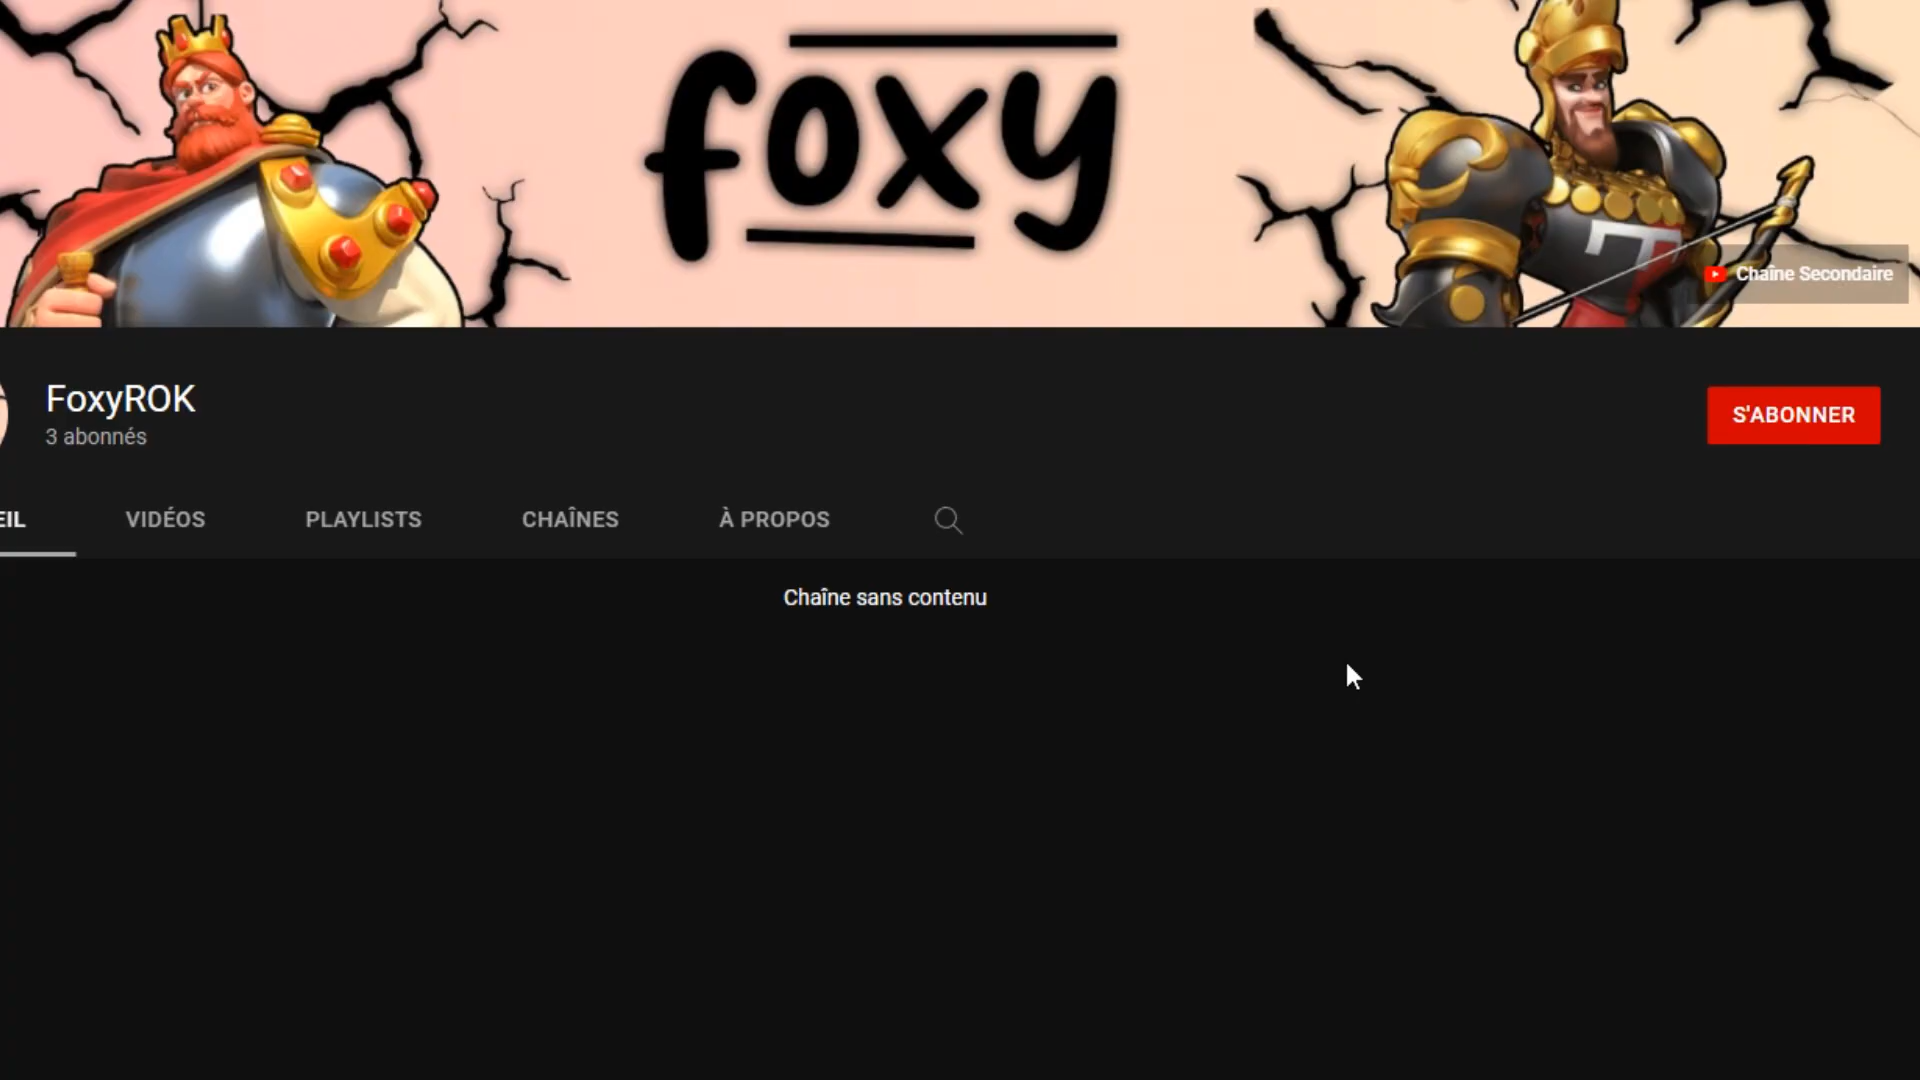 foxy
Chaîne Secondaire
FoxyROK
3 abonnés
S'ABONNER
EIL
VIDÉOS
PLAYLISTS
CHAÎNES
À PROPOS
Chaîne sans contenu